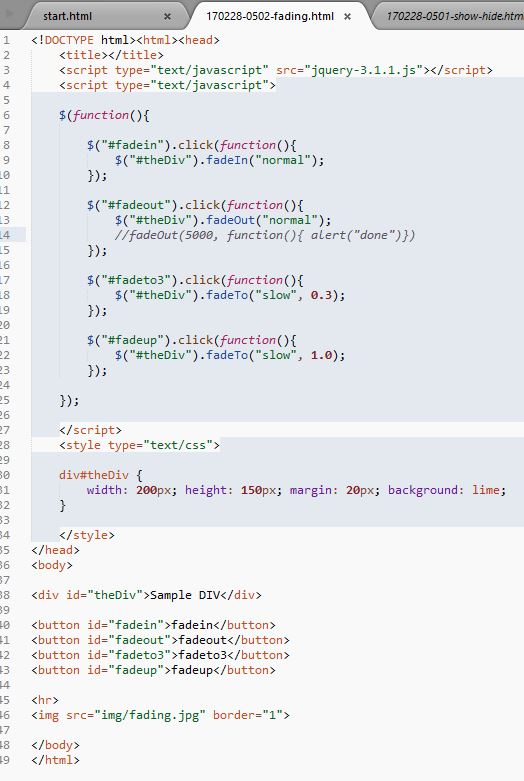 start.html × 170228-0502-fading.html × 170228-0501-show-hide.htm
1 <!DOCTYPE html><html><head>
2 <title></title>
3 <script type="text/javascript" src="jquery-3.1.1.js"></script>
4 <script type="text/javascript">
5
6 $(function(){
7
8 $("#fadein").click(function(){
9 $("#theDiv").fadeIn("normal");
10 });
11
12 $("#fadeout").click(function(){
13 $("#theDiv").fadeOut("normal");
14 //fadeOut(5000, function(){ alert("done")})
15 });
16
17 $("#fadeto3").click(function(){
18 $("#theDiv").fadeTo("slow", 0.3);
19 });
20
21 $("#fadeup").click(function(){
22 $("#theDiv").fadeTo("slow", 1.0);
23 });
24
25 });
26
27 </script>
28 <style type="text/css">
29
30 div#theDiv {
31 width: 200px; height: 150px; margin: 20px; background: lime;
32 }
33
34 </style>
35 </head>
36 <body>
37
38 <div id="theDiv">Sample DIV</div>
39
40 <button id="fadein">fadein</button>
41 <button id="fadeout">fadeout</button>
42 <button id="fadeto3">fadeto3</button>
43 <button id="fadeup">fadeup</button>
44
45 <hr>
46 <img src="img/fading.jpg" border="1">
47
48 </body>
49 </html>